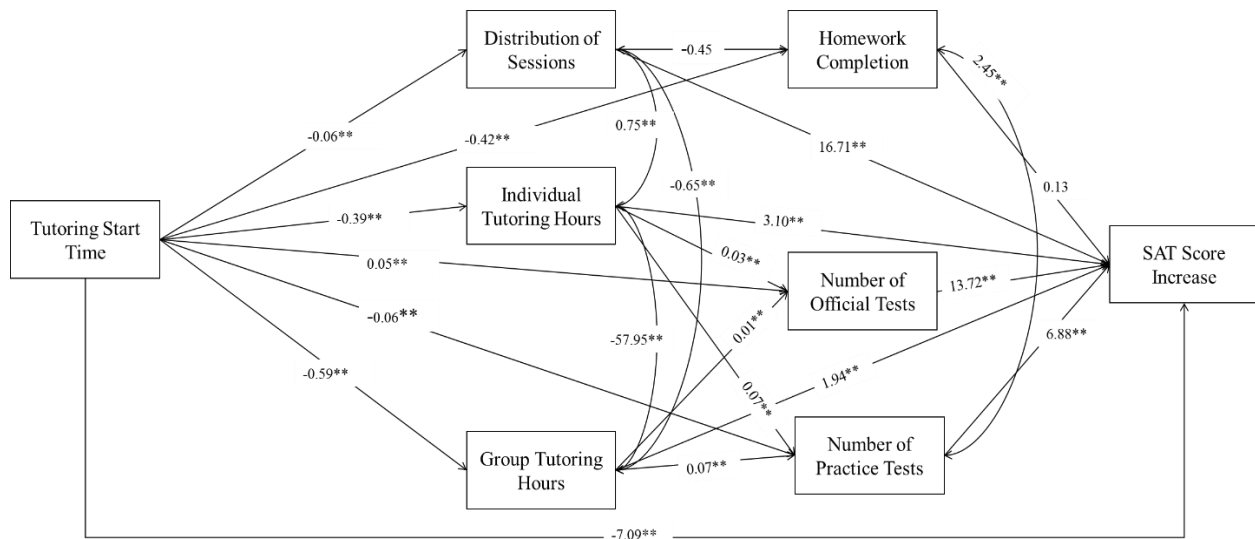 Distribution of
Sessions
-0.45
Homework
Completion
2.45**
-0.06**
-0.42**
0.75**
16.71**
Individual
Tutoring Hours
-0.65**
0.13
Tutoring Start
Time
-0.39**
3.10**
SAT Score
Increase
0.05**
0.03**
Number of
Official Tests
13.72**
-0.06**
-57.95**
0.01**
6.88**
-0.59**
0.07**
1.94**
Group Tutoring
Hours
0.07**
Number of
Practice Tests
-7.09**